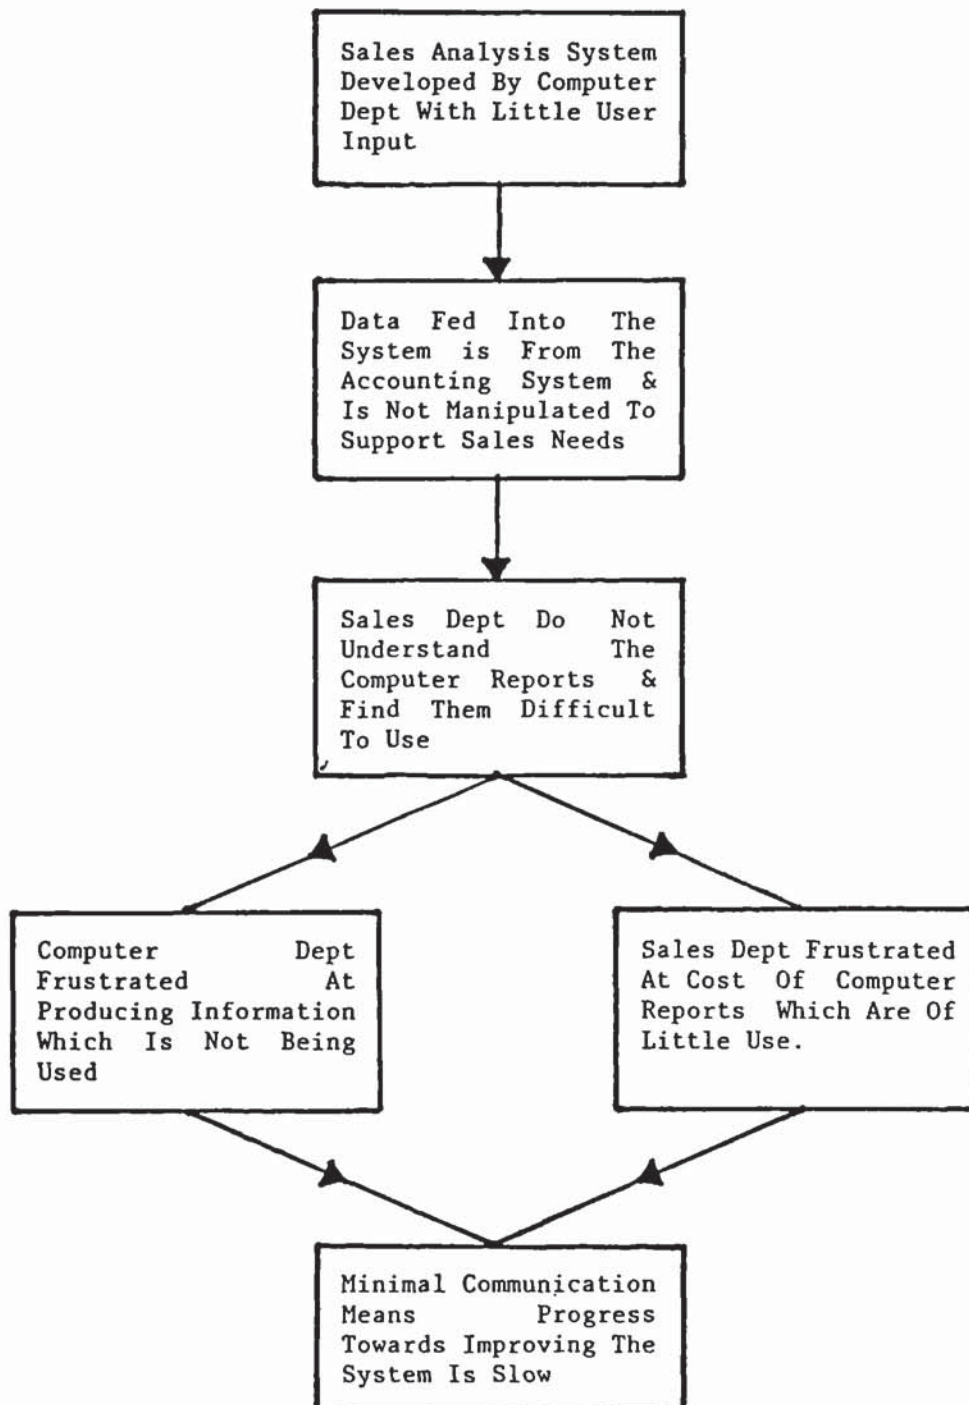 Sales Analysis System
Developed By Computer
Dept With Little User
Input
Data Fed Into The
System is From The
Accounting System &
Is Not Manipulated To
Support Sales Needs
Sales Dept Do Not
Understand The
Computer Reports &
Find Them Difficult
To Use
Computer Dept
Frustrated At
Producing Information
Which Is Not Being
Used
Sales Dept Frustrated
At Cost Of Computer
Reports Which Are Of
Little Use.
Minimal Communication
Means Progress
Towards Improving The
System Is Slow